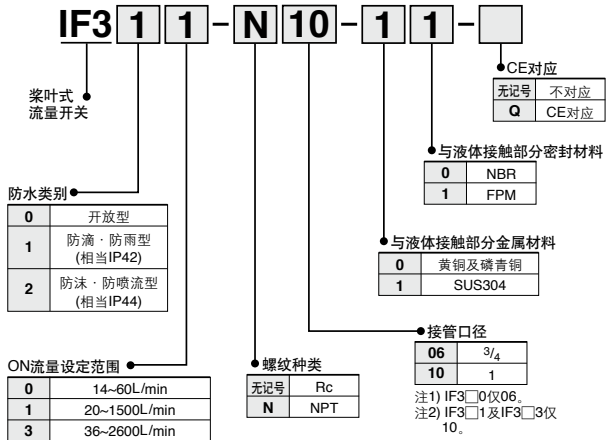 IF3 1 1 - N 10 - 1 1 -
CE对应
无记号 不对应
Q CE对应
桨叶式
流量开关
与液体接触部分密封材料
0 NBR
1 FPM
防水类别
0 开放型
1 防滴·防雨型
(相当IP42)
2 防沫·防喷流型
(相当IP44)
与液体接触部分金属材料
0 黄铜及磷青铜
1 SUS304
接管口径
06 3/4
10 1
注1) IF3□0仅06。
注2) IF3□1及IF3□3仅
10。
螺纹种类
无记号 Rc
N NPT
ON流量设定范围
0 14~60L/min
1 20~1500L/min
3 36~2600L/min